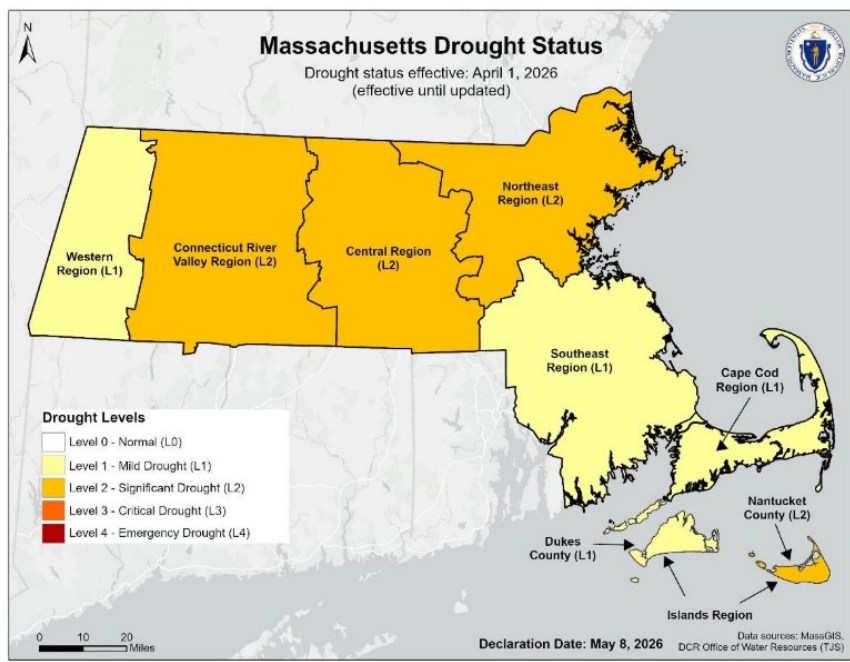 Massachusetts Drought Status
Drought status effective: April 1, 2026
(effective until updated)
N
Northeast
Region (L2)
Western
Region (L1)
Connecticut River
Valley Region (L2)
Central Region
(L2)
Southeast
Region (L1)
Cape Cod
Region (L1)
Drought Levels
Level 0 - Normal (L0)
Level 1 - Mild Drought (L1)
Level 2 - Significant Drought (L2)
Level 3 - Critical Drought (L3)
Level 4 - Emergency Drought (L4)
Nantucket
County (L2)
Dukes
County (L1)
Islands Region
0 10 20
Miles
Declaration Date: May 8, 2026
Data sources: MassGIS,
DCR Office of Water Resources (TJS)